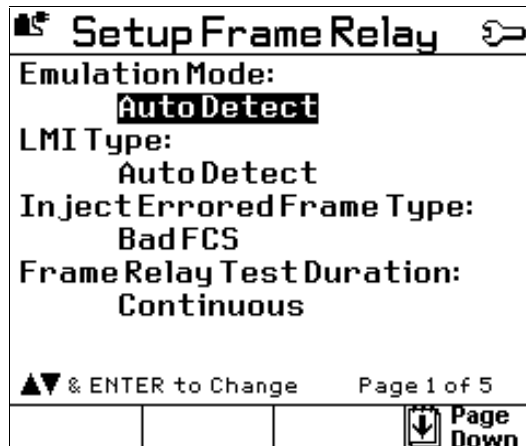 Setup Frame Relay
Emulation Mode:
Auto Detect
LMI Type:
Auto Detect
Inject Errored Frame Type:
Bad FCS
Frame Relay Test Duration:
Continuous
▲▼ & ENTER to Change Page 1 of 5
Page
Down